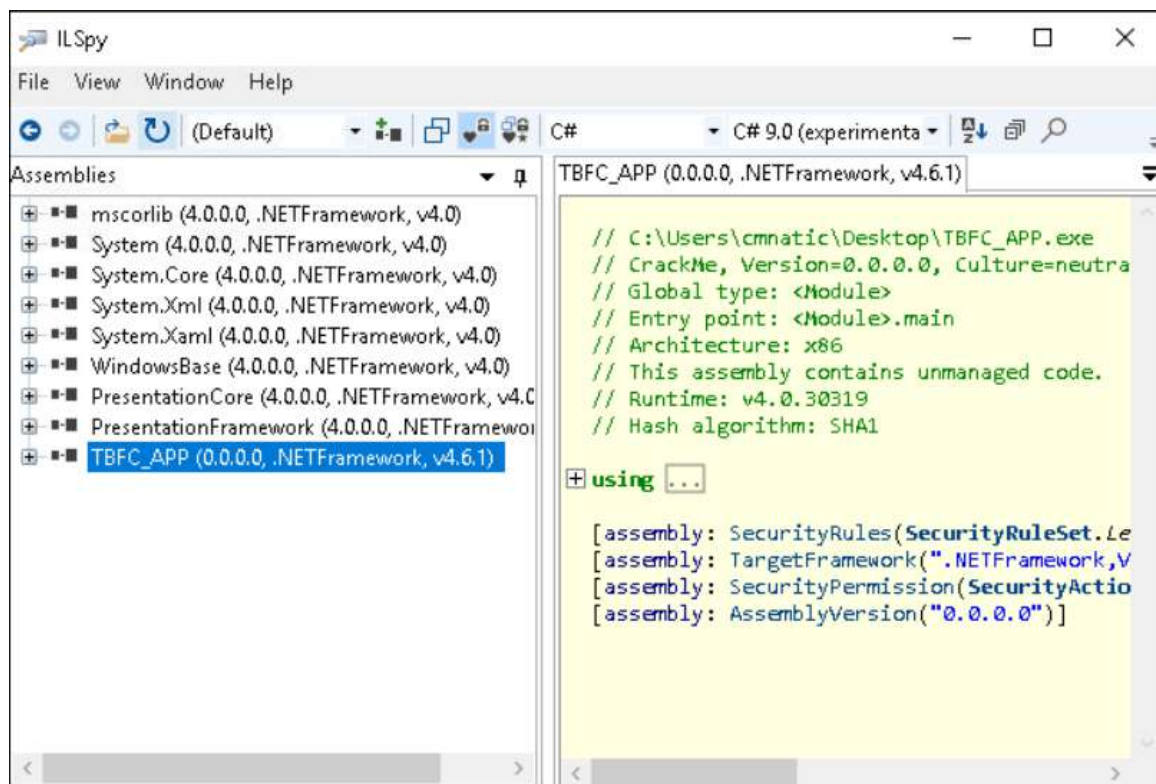 ILSpy
File View Window Help
(Default) C# C# 9.0 (experimenta
Assemblies
mscorlib (4.0.0.0, .NETFramework, v4.0)
System (4.0.0.0, .NETFramework, v4.0)
System.Core (4.0.0.0, .NETFramework, v4.0)
System.Xml (4.0.0.0, .NETFramework, v4.0)
System.Xaml (4.0.0.0, .NETFramework, v4.0)
WindowsBase (4.0.0.0, .NETFramework, v4.0)
PresentationCore (4.0.0.0, .NETFramework, v4.0
PresentationFramework (4.0.0.0, .NETFramewor
TBFC_APP (0.0.0.0, .NETFramework, v4.6.1)
TBFC_APP (0.0.0.0, .NETFramework, v4.6.1)
// C:\Users\cmnatic\Desktop\TBFC_APP.exe
// CrackMe, Version=0.0.0.0, Culture=neutra
// Global type: <Module>
// Entry point: <Module>.main
// Architecture: x86
// This assembly contains unmanaged code.
// Runtime: v4.0.30319
// Hash algorithm: SHA1
using ...
[assembly: SecurityRules(SecurityRuleSet.Le
[assembly: TargetFramework(".NETFramework,V
[assembly: SecurityPermission(SecurityActio
[assembly: AssemblyVersion("0.0.0.0")]